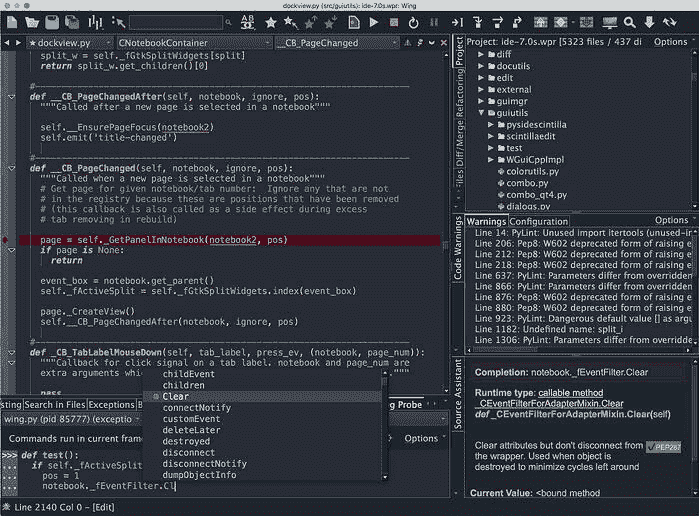 dockview.py (src/guiutils): ide-7.0s.wpr: Wing
★ dockview.py CNotebookContainer __CB_PageChanged
split_w = self._fGtkSplitWidgets[split]
return split_w.get_children()[0]
#---
def __CB_PageChangedAfter(self, notebook, ignore, pos):
"""Called after a new page is selected in a notebook"""
self.__EnsurePageFocus(notebook2)
self.emit('title-changed')
#---
def __CB_PageChanged(self, notebook, ignore, pos):
"""Called when a new page is selected in a notebook"""
# Get page for given notebook/tab number: Ignore any that are
# in the registry because these are positions that have been removed
# (this callback is also called as a side effect during excess
# tab removing in rebuild)
page = self._GetPanelInNotebook(notebook2, pos)
if page is None:
return
event_box = notebook.get_parent()
self._fActiveSplit = self._fGtkSplitWidgets.index(event_box)
page._CreateView()
self.__CB_PageChangedAfter(notebook, ignore, pos)
#---
def _CB_TabLabelMouseDown(self, tab_label, press_ev, (notebook, page_num)):
"""Callback for click signal on a tab label. notebook and page_num are
extra arguments whi
"""
pass
childEvent
children
Clear
connectNotify
customEvent
deleteLater
destroyed
disconnect
disconnectNotify
dumpObjectInfo
sting Search in Files Exceptions B
g Probe
wing.py (pid 85777) (exceptio
Commands run in current frame
Options
>>> def test():
... if self._fActiveSplit
... pos = 1
... notebook._fEventFilter.Cl
Line 2140 Col 0 - [Edit]
Project
Files
Diff/Merge
Refactoring
Project: ide-7.0s.wpr [5323 files / 437 di
Options
diff
docutils
edit
external
guimgr
guiutils
pysidescintilla
scintillaedit
test
WGuiCppImpl
colorutils.py
combo.py
combo_qt4.py
dialogs.py
Code Warnings
Warnings Configuration
Options
Line 14: PyLint: Unused import itertools (unused-in
Line 206: Pep8: W602 deprecated form of raising e
Line 212: Pep8: W602 deprecated form of raising e
Line 218: Pep8: W602 deprecated form of raising e
Line 637: PyLint: Parameters differ from overridden
Line 866: PyLint: Parameters differ from overridden
Line 876: Pep8: W602 deprecated form of raising e
Line 880: Pep8: W602 deprecated form of raising e
Line 923: PyLint: Dangerous default value [] as argu
Line 1182: Undefined name: split_i
Line 1306: PyLint: Parameters differ from overridden
Source Assistant
Completion: notebook._fEventFilter.Clear
Runtime type: callable method
_CEventFilterForAdapterMixin.Clear
def _CEventFilterForAdapterMixin.Clear(self)
Clear attributes but don't disconnect from
the wrapper. Used when object is
destroyed to minimize cycles left around
PEP287
Current Value: <bound method